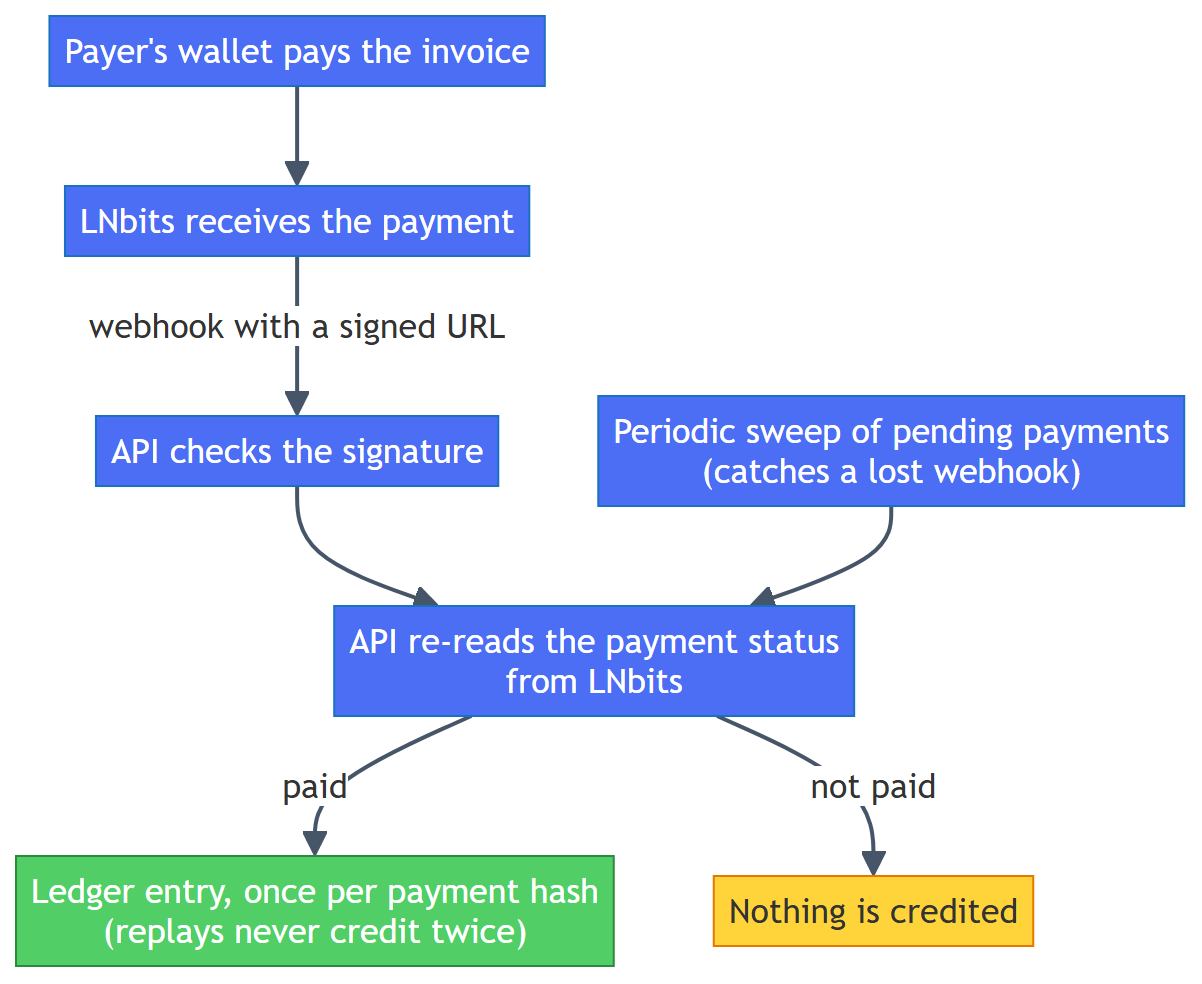 Payer's wallet pays the invoice
LNbits receives the payment
webhook with a signed URL
API checks the signature
Periodic sweep of pending payments
(catches a lost webhook)
API re-reads the payment status
from LNbits
paid
not paid
Ledger entry, once per payment hash
(replays never credit twice)
Nothing is credited